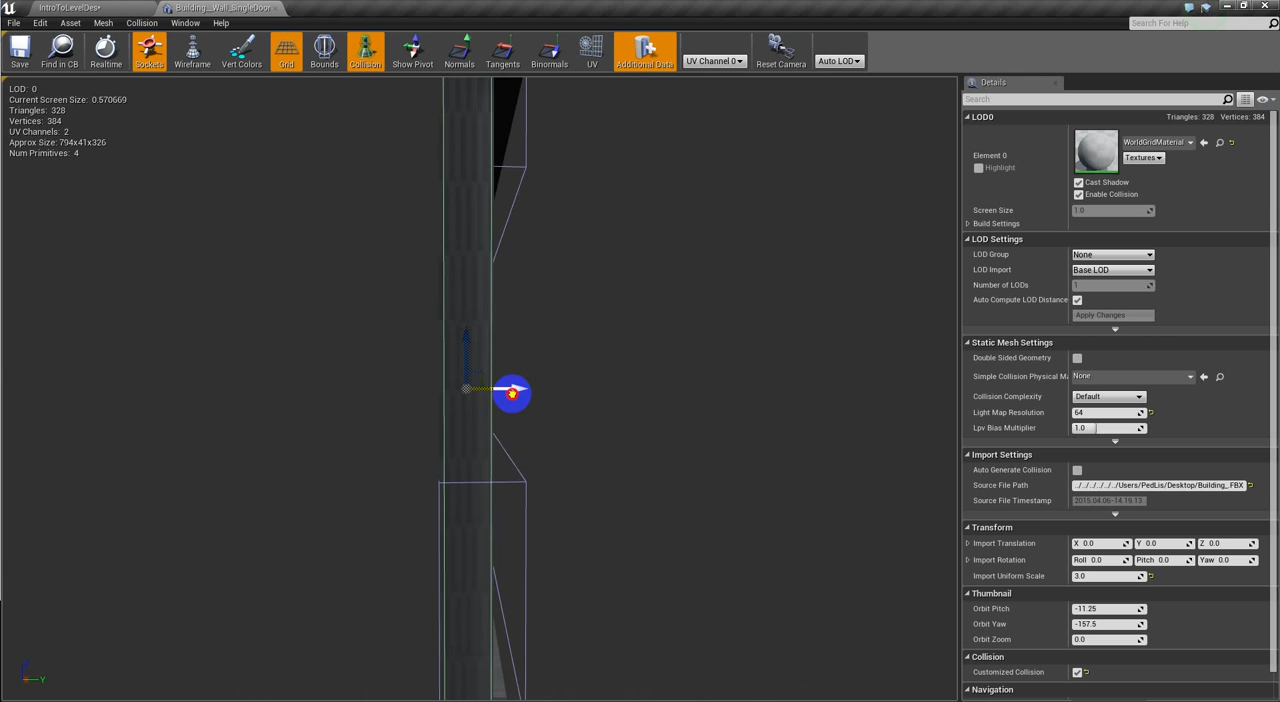 IntroToLevelDes*
Building:_Wall_SingleDoor
File Edit Asset Mesh Collision Window Help
Search For Help
Save Find in CB Realtime Sockets Wireframe Vert Colors Grid Bounds Collision Show Pivot Normals Tangents Binormals UV Additional Data UV Channel 0 Reset Camera Auto LOD
LOD: 0
Current Screen Size: 0.570669
Triangles: 328
Vertices: 384
UV Channels: 2
Approx Size: 794x41x326
Num Primitives: 4
Z
Y
Details
Search
LOD0 Triangles: 328 Vertices: 384
Element 0
Highlight
WorldGridMaterial
Textures
Cast Shadow
Enable Collision
Screen Size 1.0
Build Settings
LOD Settings
LOD Group None
LOD Import Base LOD
Number of LODs 1
Auto Compute LOD Distance
Apply Changes
Static Mesh Settings
Double Sided Geometry
Simple Collision Physical Ma None
Collision Complexity Default
Light Map Resolution 64
Lpv Bias Multiplier 1.0
Import Settings
Auto Generate Collision
Source File Path ../../../../../../Users/PedLis/Desktop/Building_.FBX
Source File Timestamp 2015.04.06-14.19.13
Transform
Import Translation X 0.0 Y 0.0 Z 0.0
Import Rotation Roll 0.0 Pitch 0.0 Yaw 0.0
Import Uniform Scale 3.0
Thumbnail
Orbit Pitch -11.25
Orbit Yaw -157.5
Orbit Zoom 0.0
Collision
Customized Collision
Navigation